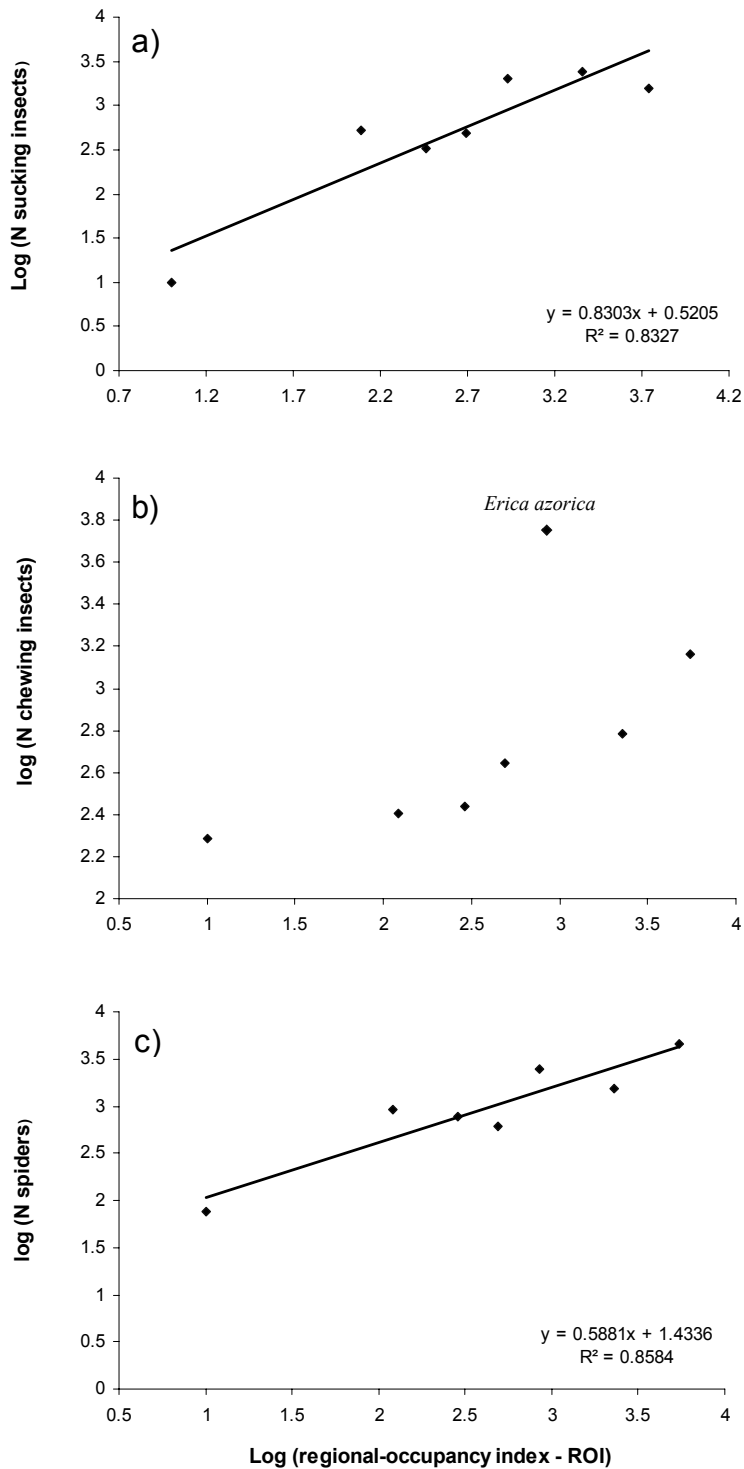 a)
Log (N sucking insects)
4
3.5
3
2.5
2
1.5
1
0.5
0
y = 0.8303x + 0.5205
R² = 0.8327
0.7 1.2 1.7 2.2 2.7 3.2 3.7 4.2
b)
log (N chewing insects)
4
3.8
3.6
3.4
3.2
3
2.8
2.6
2.4
2.2
2
Erica azorica
0.5 1 1.5 2 2.5 3 3.5 4
c)
log (N spiders)
4
3.5
3
2.5
2
1.5
1
0.5
0
y = 0.5881x + 1.4336
R² = 0.8584
0.5 1 1.5 2 2.5 3 3.5 4
Log (regional-occupancy index - ROI)